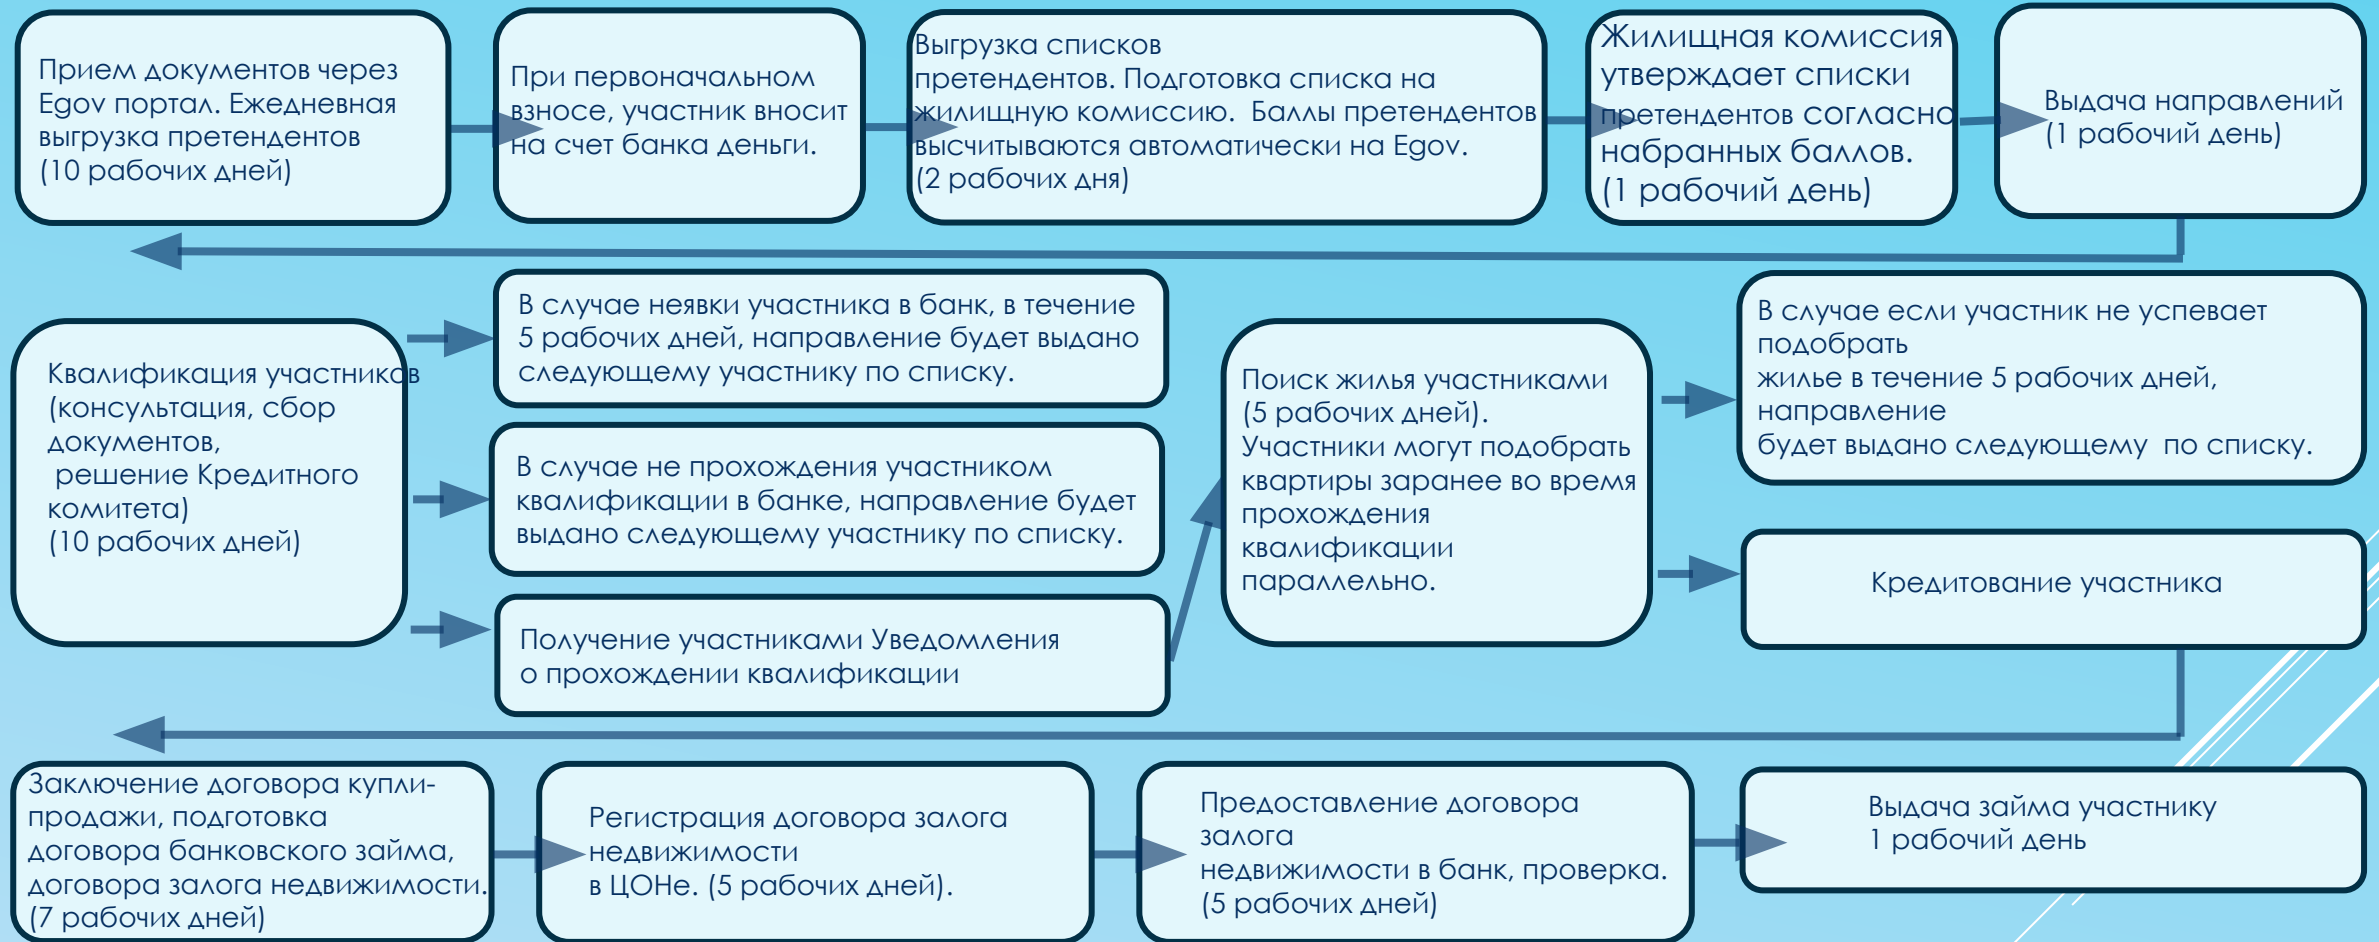 Прием документов через
Egov портал. Ежедневная
выгрузка претендентов
(10 рабочих дней)
При первоначальном
взносе, участник вносит
на счет банка деньги.
Выгрузка списков
претендентов. Подготовка списка на
жилищную комиссию.  Баллы претендентов
высчитываются автоматически на Egov.
(2 рабочих дня)
Жилищная комиссия
утверждает списки
претендентов согласно
набранных баллов.
(1 рабочий день)
Выдача направлений
(1 рабочий день)
Квалификация участников
(консультация, сбор
документов,
решение Кредитного
комитета)
(10 рабочих дней)
В случае неявки участника в банк, в течение
5 рабочих дней, направление будет выдано
следующему участнику по списку.
В случае не прохождения участником
квалификации в банке, направление будет
выдано следующему участнику по списку.
Получение участниками Уведомления
о прохождении квалификации
Поиск жилья участниками
(5 рабочих дней).
Участники могут подобрать
квартиры заранее во время
прохождения
квалификации
параллельно.
В случае если участник не успевает
подобрать
жилье в течение 5 рабочих дней,
направление
будет выдано следующему  по списку.
Кредитование участника
Заключение договора купли-
продажи, подготовка
договора банковского займа,
договора залога недвижимости.
(7 рабочих дней)
Регистрация договора залога
недвижимости
в ЦОНе. (5 рабочих дней).
Предоставление договора
залога
недвижимости в банк, проверка.
(5 рабочих дней)
Выдача займа участнику
1 рабочий день